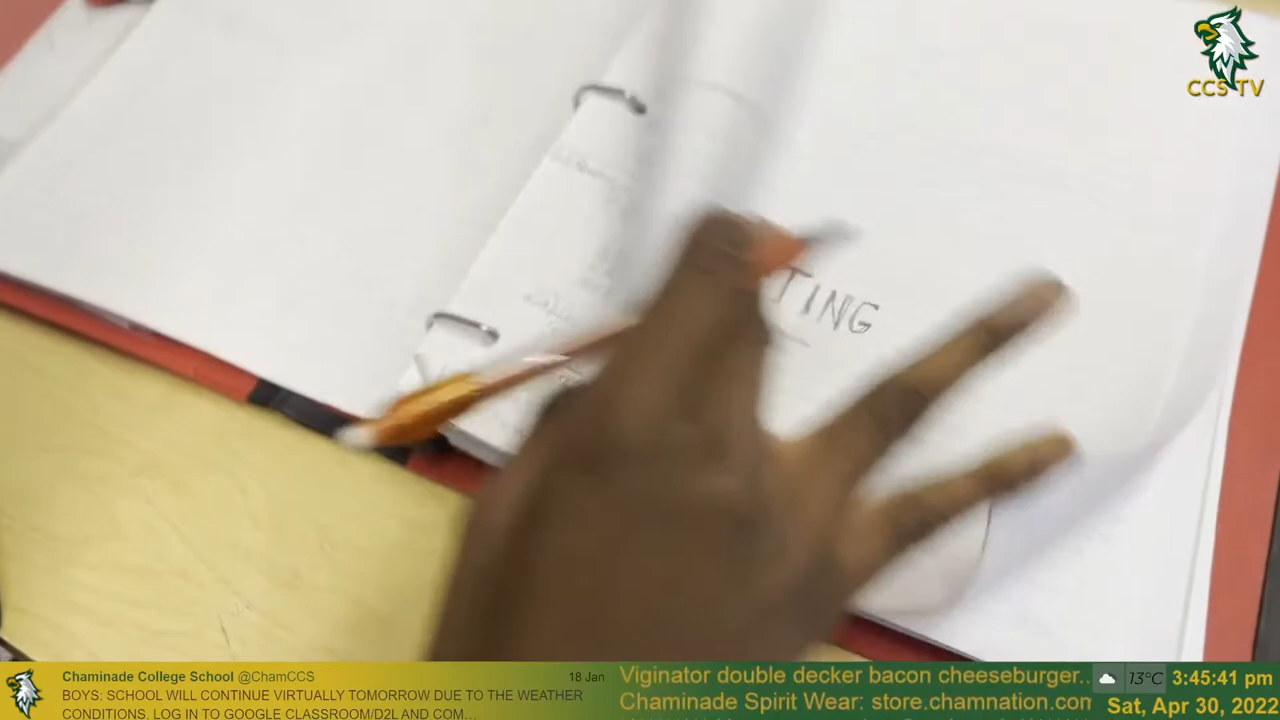 CCS TV
TING
Chaminade College School @ChamCCS 18 Jan
BOYS: SCHOOL WILL CONTINUE VIRTUALLY TOMORROW DUE TO THE WEATHER
CONDITIONS. LOG IN TO GOOGLE CLASSROOM/D2L AND COM...
Viginator double decker bacon cheeseburger..
Chaminade Spirit Wear: store.chamnation.com
13°C 3:45:41 pm
Sat, Apr 30, 2022